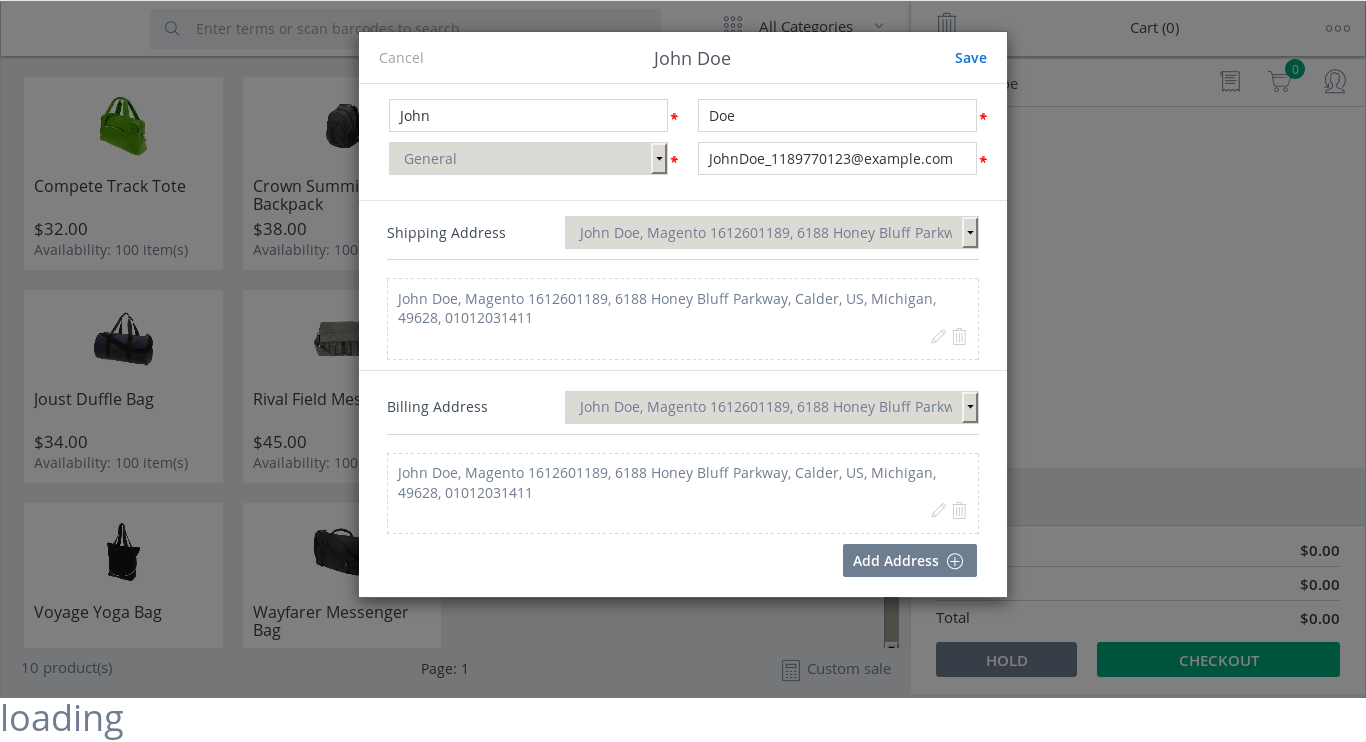 Enter terms or scan barcodes to search
All Categories
Cart (0)
0
Compete Track Tote
$32.00
Availability: 100 item(s)
Crown Summi
Backpack
$38.00
Availability: 100
Joust Duffle Bag
$34.00
Availability: 100 item(s)
Rival Field Mes
$45.00
Availability: 100
Voyage Yoga Bag
Wayfarer Messenger
Bag
10 product(s)
Page: 1
Custom sale
Cancel
John Doe
Save
John *
Doe *
General *
JohnDoe_1189770123@example.com *
Shipping Address
John Doe, Magento 1612601189, 6188 Honey Bluff Parkw
John Doe, Magento 1612601189, 6188 Honey Bluff Parkway, Calder, US, Michigan,
49628, 01012031411
Billing Address
John Doe, Magento 1612601189, 6188 Honey Bluff Parkw
John Doe, Magento 1612601189, 6188 Honey Bluff Parkway, Calder, US, Michigan,
49628, 01012031411
Add Address
$0.00
$0.00
Total
$0.00
HOLD
CHECKOUT
loading